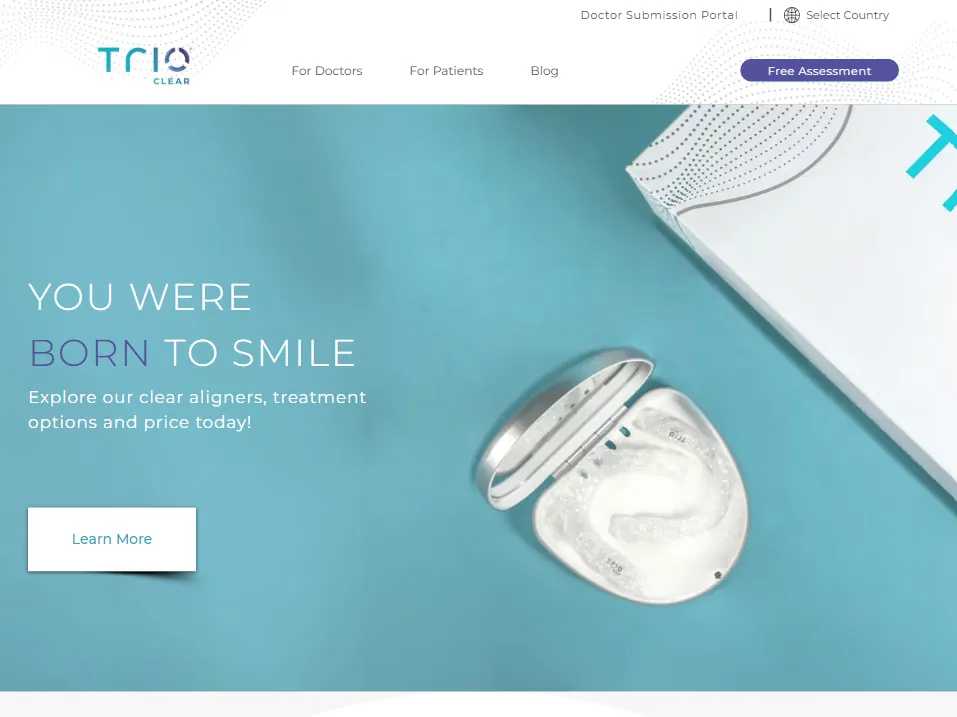 Doctor Submission Portal
Select Country
TRIO
CLEAR
For Doctors
For Patients
Blog
Free Assessment
YOU WERE
BORN TO SMILE
Explore our clear aligners, treatment
options and price today!
Learn More